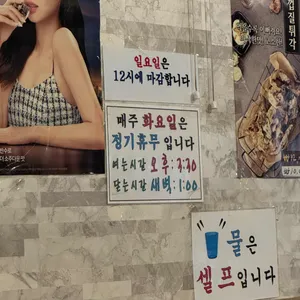 일요일은
12시에 마감합니다
매주 화요일은
정기휴무 입니다
여는시간 오후: 3:30
닫는시간 새벽: 1:00
물은
셀프입니다